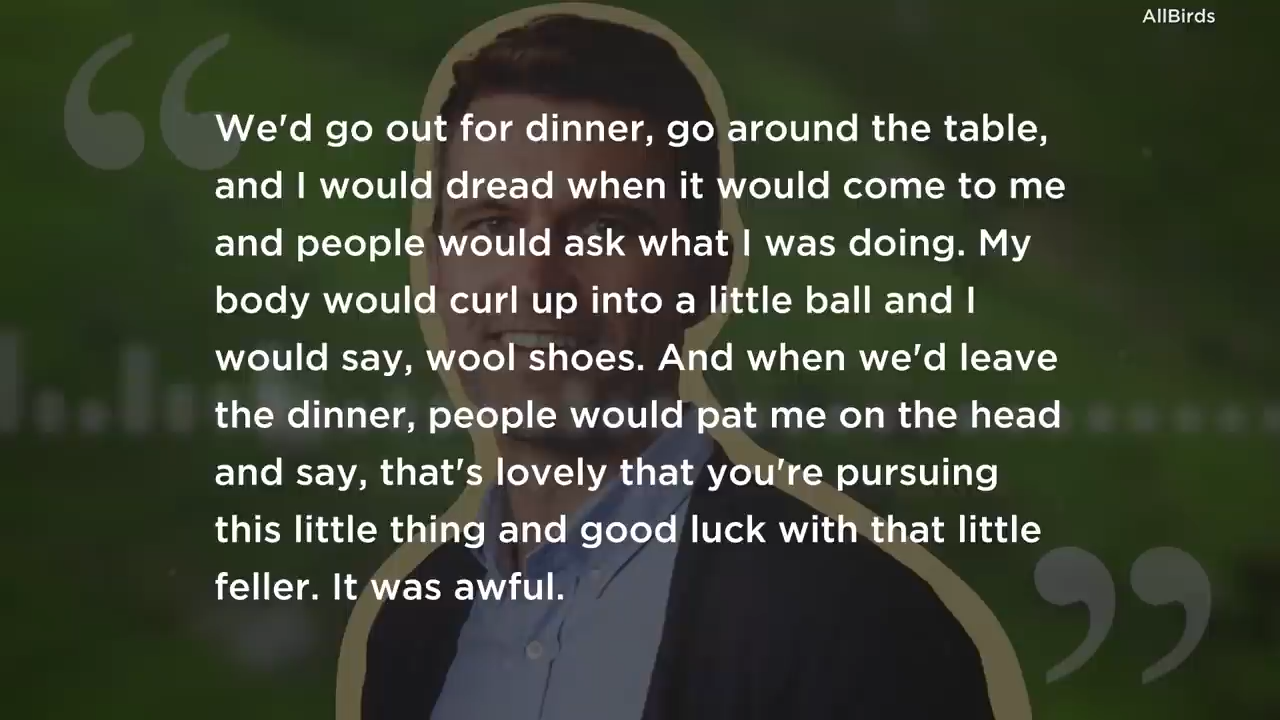 AllBirds
We'd go out for dinner, go around the table,
and I would dread when it would come to me
and people would ask what I was doing. My
body would curl up into a little ball and I
would say, wool shoes. And when we'd leave
the dinner, people would pat me on the head
and say, that's lovely that you're pursuing
this little thing and good luck with that little
feller. It was awful.